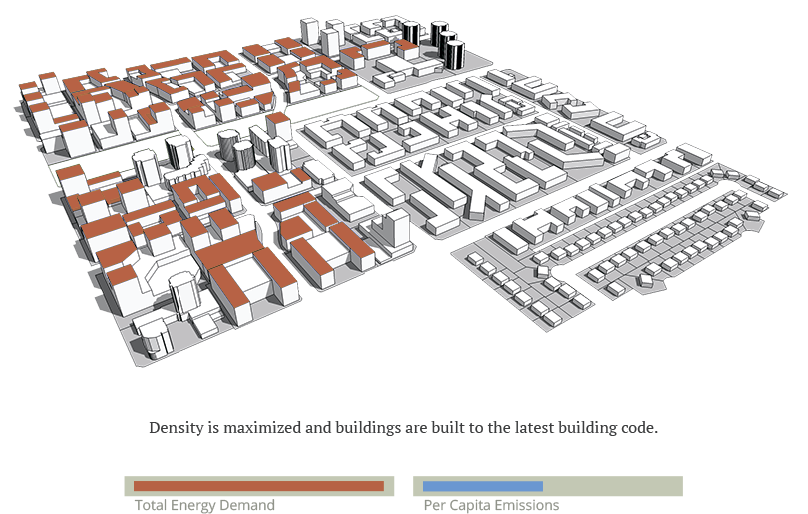 Density is maximized and buildings are built to the latest building code.
Total Energy Demand
Per Capita Emissions